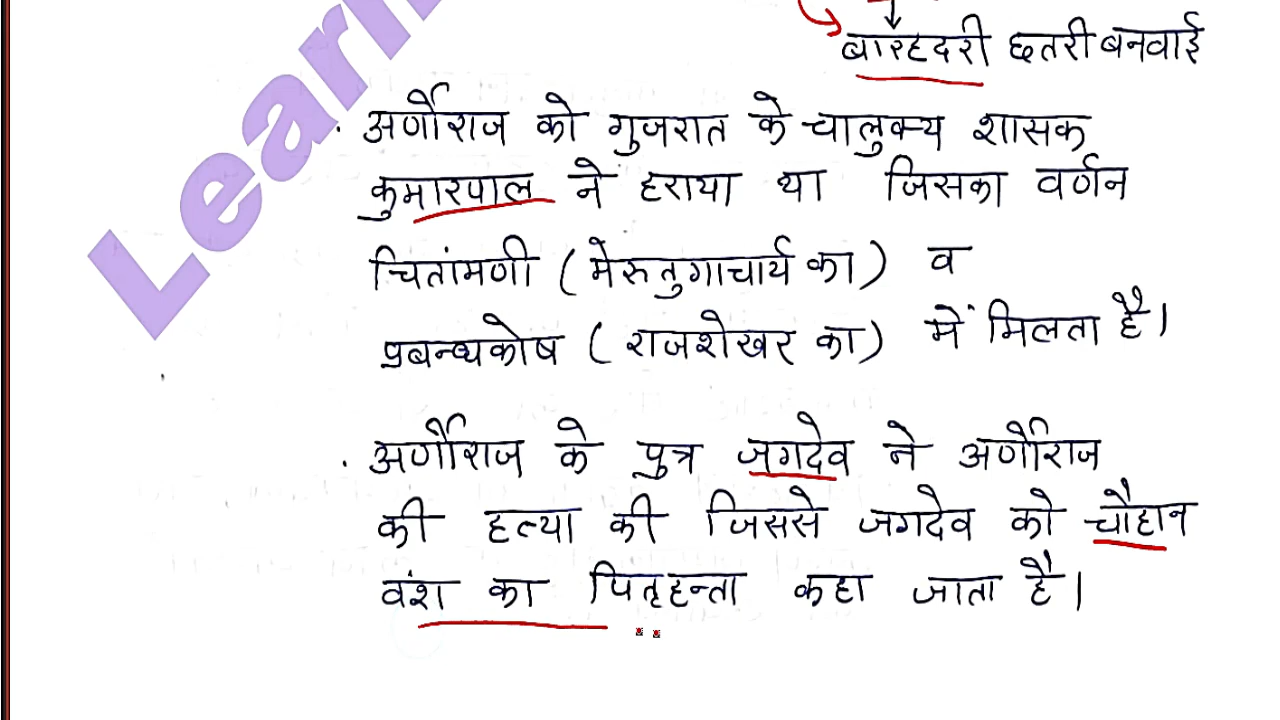 बारहदरी छतरी बनवाई
Learn
. अर्णोराज को गुजरात के चालुक्य शासक
कुमारपाल ने हराया था जिसका वर्णन
चितांमणी (मेरुतुगाचार्य का) व
प्रबन्धकोष (राजशेखर का) में मिलता है।
. अर्णोराज के पुत्र जगदेव ने अर्णोराज
की हत्या की जिससे जगदेव को चौहान
वंश का पितृहन्ता कहा जाता है।